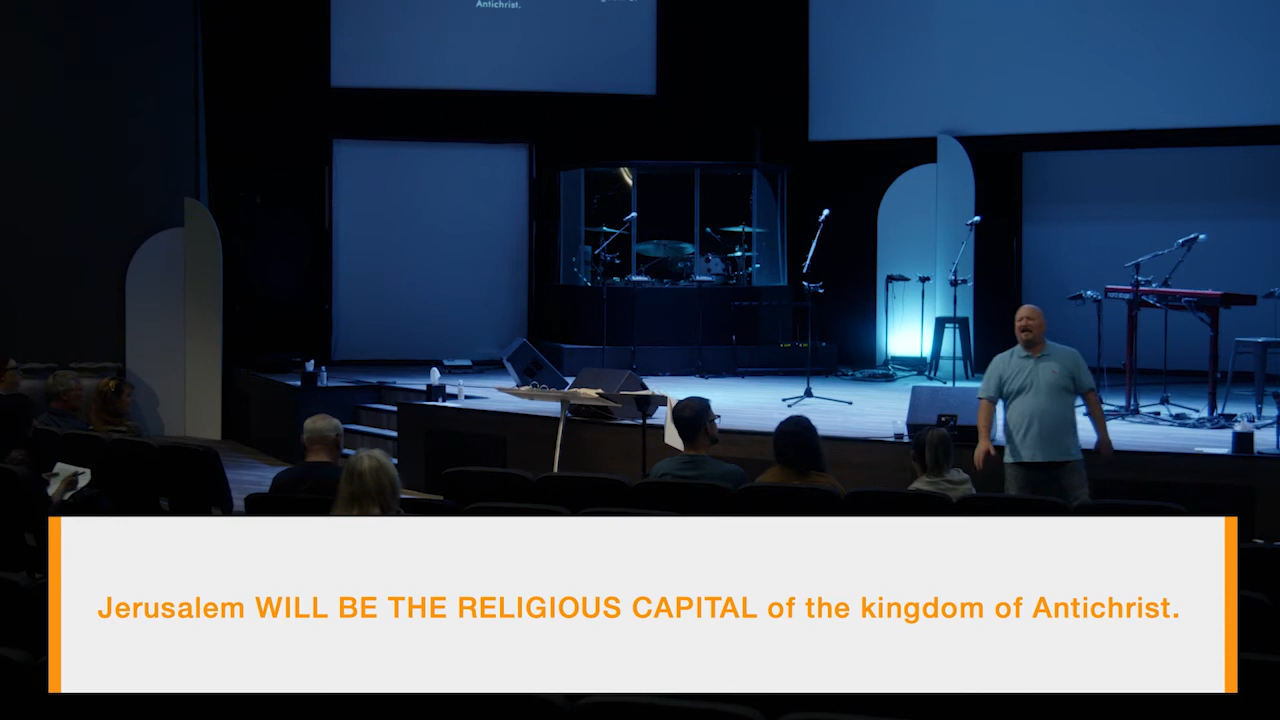 Antichrist.
Jerusalem WILL BE THE RELIGIOUS CAPITAL of the kingdom of Antichrist.